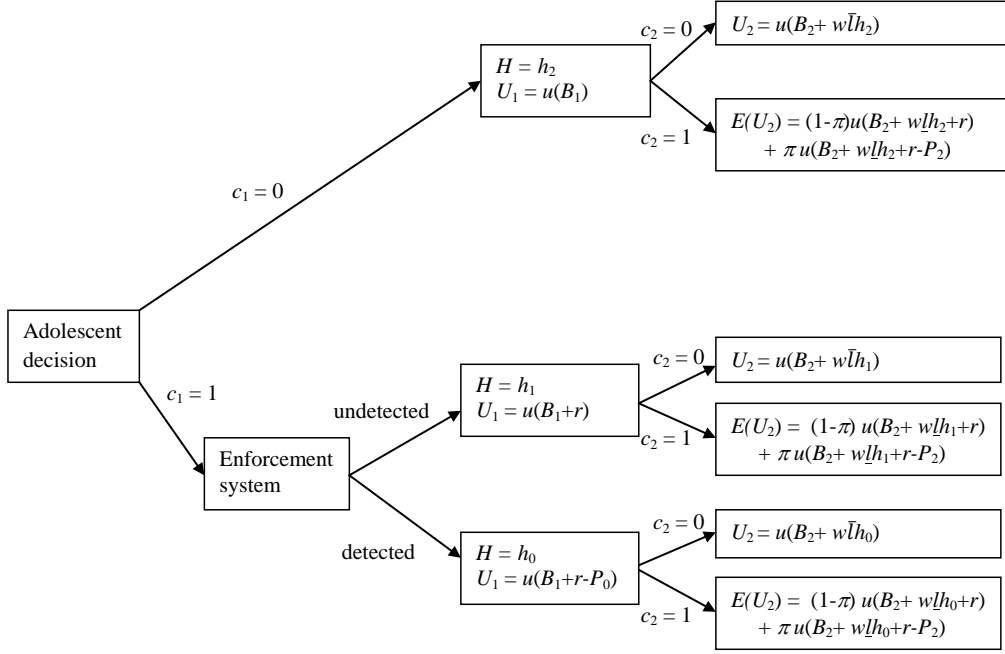 c₂ = 0
U₂ = u(B₂+ wl̄h₂)
H = h₂
U₁ = u(B₁)
c₂ = 1
E(U₂) = (1-π)u(B₂+ wl̲h₂+r)
+ π u(B₂+ wl̲h₂+r-P₂)
c₁ = 0
Adolescent
decision
c₁ = 1
undetected
Enforcement
system
detected
c₂ = 0
U₂ = u(B₂+ wl̄h₁)
H = h₁
U₁ = u(B₁+r)
c₂ = 1
E(U₂) = (1-π) u(B₂+ wl̲h₁+r)
+ π u(B₂+ wl̲h₁+r-P₂)
c₂ = 0
U₂ = u(B₂+ wl̄h₀)
H = h₀
U₁ = u(B₁+r-P₀)
c₂ = 1
E(U₂) = (1-π) u(B₂+ wl̲h₀+r)
+ π u(B₂+ wl̲h₀+r-P₂)